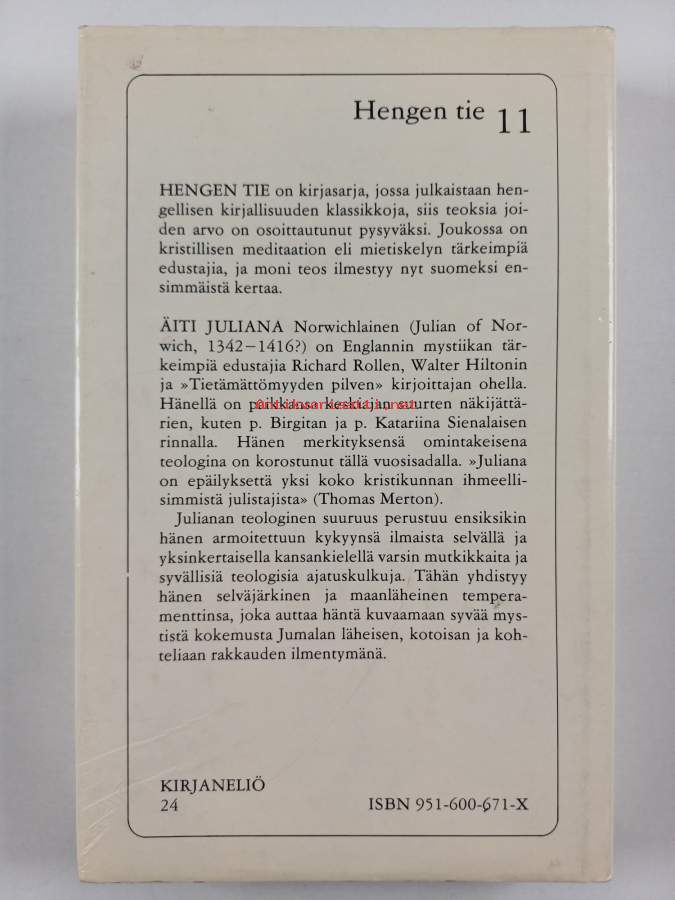 Hengen tie 11
HENGEN TIE on kirjasarja, jossa julkaistaan hen-
gellisen kirjallisuuden klassikkoja, siis teoksia joi-
den arvo on osoittautunut pysyväksi. Joukossa on
kristillisen meditaation eli mietiskelyn tärkeimpiä
edustajia, ja moni teos ilmestyy nyt suomeksi en-
simmäistä kertaa.
ÄITI JULIANA Norwichlainen (Julian of Nor-
wich, 1342–1416?) on Englannin mystiikan tär-
keimpiä edustajia Richard Rollen, Walter Hiltonin
ja »Tietämättömyyden pilven» kirjoittajan ohella.
Hänellä on paikkansa keskiajan suurten näkijättä-
rien, kuten p. Birgitan ja p. Katariina Sienalaisen
rinnalla. Hänen merkityksensä omintakeisena
teologina on korostunut tällä vuosisadalla. »Juliana
on epäilyksettä yksi koko kristikunnan ihmeelli-
simmistä julistajista» (Thomas Merton).
Julianan teologinen suuruus perustuu ensiksikin
hänen armoitettuun kykyynsä ilmaista selvällä ja
yksinkertaisella kansankielellä varsin mutkikkaita ja
syvällisiä teologisia ajatuskulkuja. Tähän yhdistyy
hänen selväjärkinen ja maanläheinen tempera-
menttinsa, joka auttaa häntä kuvaamaan syvää mys-
tistä kokemusta Jumalan läheisen, kotoisan ja koh-
teliaan rakkauden ilmentymänä.
KIRJANELIÖ
24 ISBN 951-600-671-X